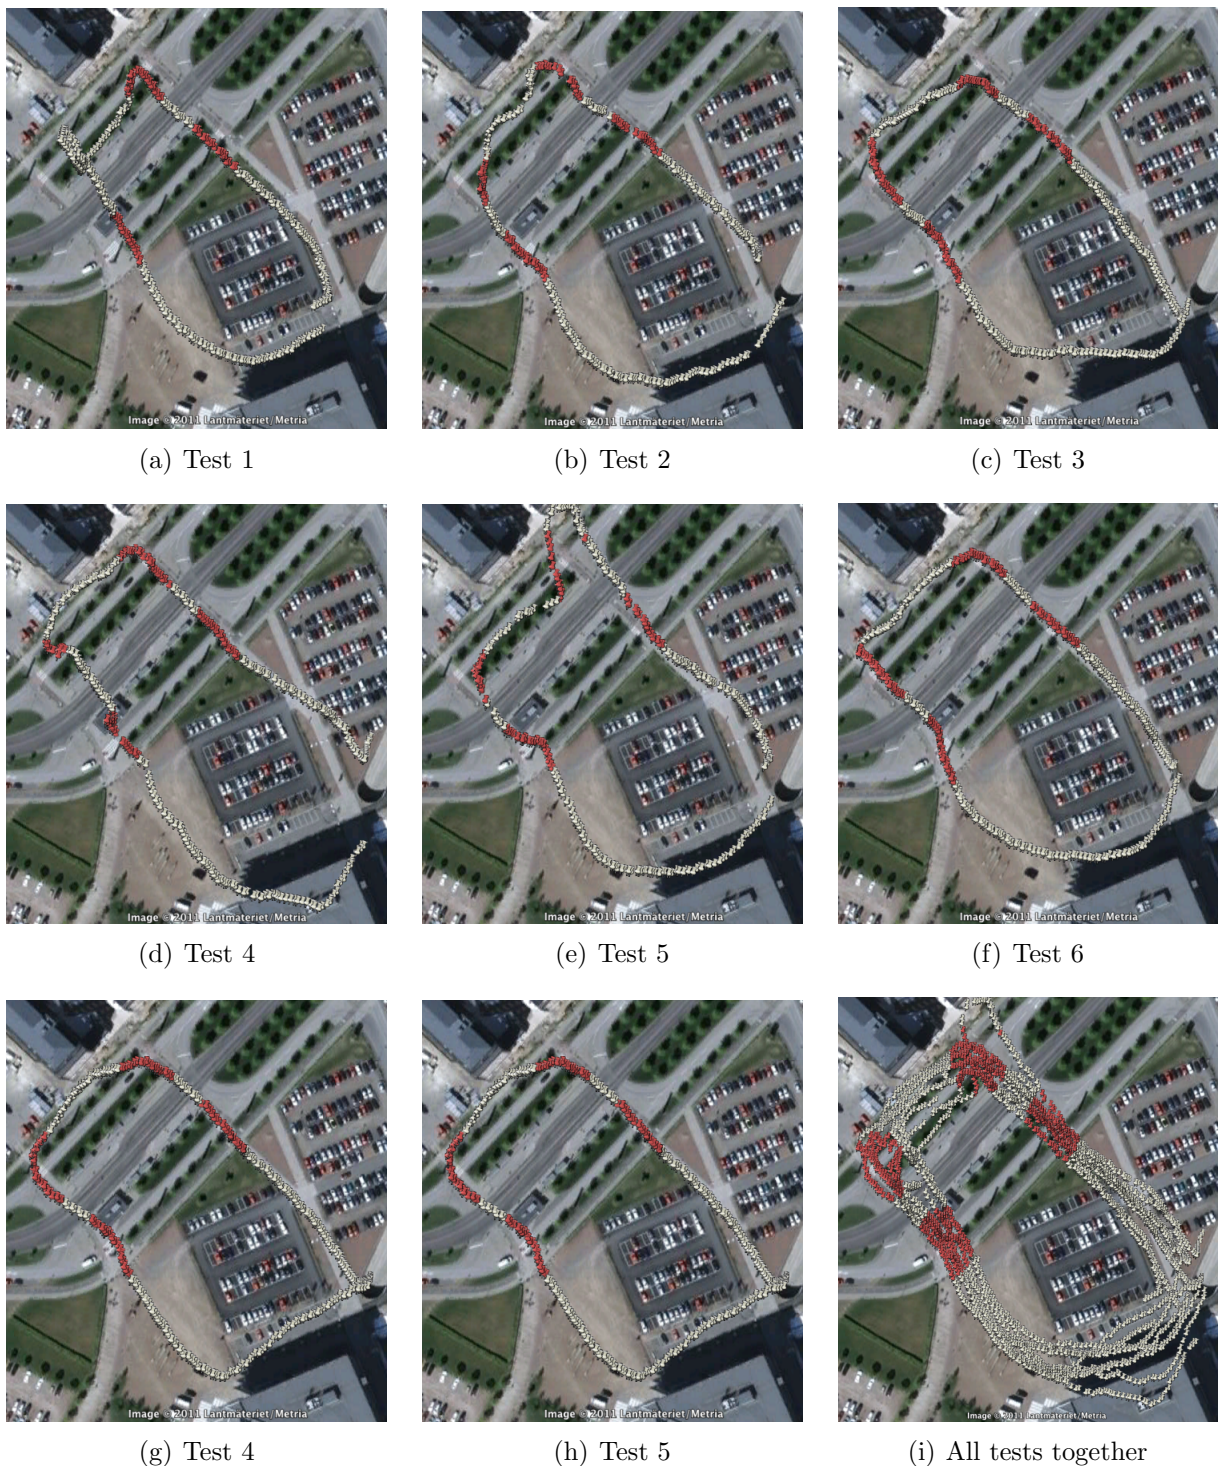 Image © 2011 Lantmateriet/Metria
Image © 2011 Lantmateriet/Metria
Image © 2011 Lantmateriet/Metria
(a) Test 1
(b) Test 2
(c) Test 3
Image © 2011 Lantmateriet/Metria
Image © 2011 Lantmateriet/Metria
Image © 2011 Lantmateriet/Metria
(d) Test 4
(e) Test 5
(f) Test 6
Image © 2011 Lantmateriet/Metria
Image © 2011 Lantmateriet/Metria
Image © 2011 Lantmateriet/Metria
(g) Test 4
(h) Test 5
(i) All tests together